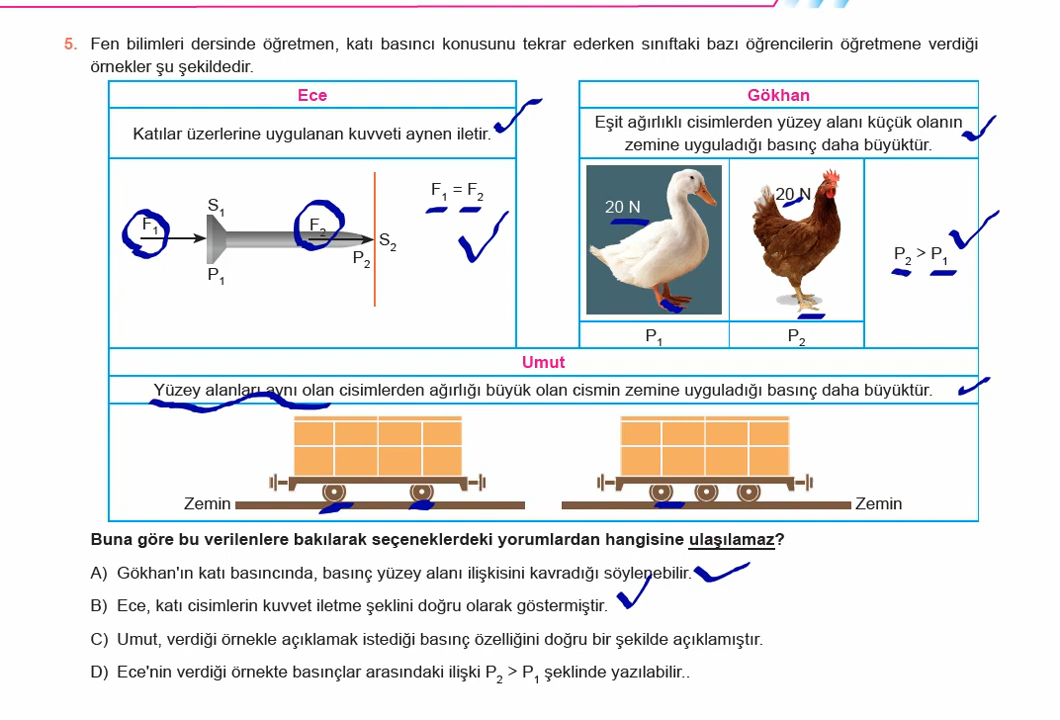 5. Fen bilimleri dersinde öğretmen, katı basıncı konusunu tekrar ederken sınıftaki bazı öğrencilerin öğretmene verdiği
örnekler şu şekildedir.
Ece
Katılar üzerlerine uygulanan kuvveti aynen iletir.
F₁
S₁
P₁
F₂
P₂
S₂
F₁ = F₂
Gökhan
Eşit ağırlıklı cisimlerden yüzey alanı küçük olanın
zemine uyguladığı basınç daha büyüktür.
20 N
20 N
P₂ > P₁
P₁
P₂
Umut
Yüzey alanları aynı olan cisimlerden ağırlığı büyük olan cismin zemine uyguladığı basınç daha büyüktür.
Zemin
Zemin
Buna göre bu verilenlere bakılarak seçeneklerdeki yorumlardan hangisine ulaşılamaz?
A) Gökhan'ın katı basıncında, basınç yüzey alanı ilişkisini kavradığı söylenebilir.
B) Ece, katı cisimlerin kuvvet iletme şeklini doğru olarak göstermiştir.
C) Umut, verdiği örnekle açıklamak istediği basınç özelliğini doğru bir şekilde açıklamıştır.
D) Ece'nin verdiği örnekte basınçlar arasındaki ilişki P₂ > P₁ şeklinde yazılabilir..